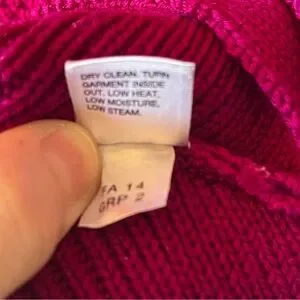 DRY CLEAN. TURN
GARMENT INSIDE
OUT. LOW HEAT.
LOW MOISTURE.
LOW STEAM.
FA 14
GRP 2